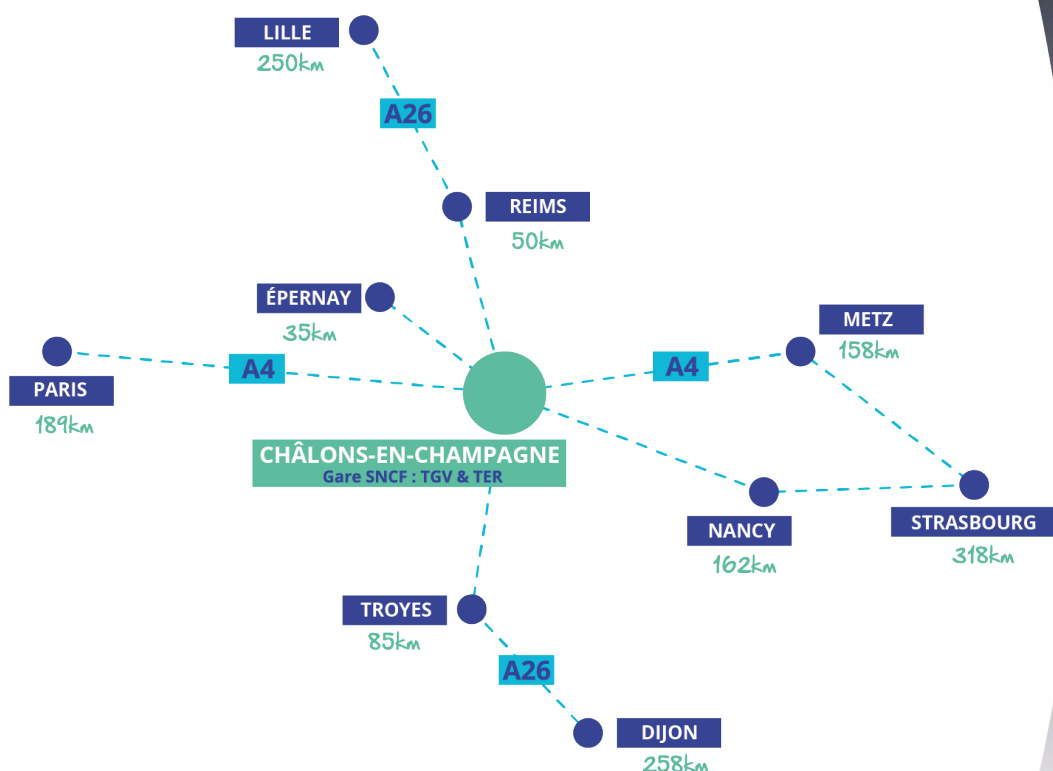 LILLE
250km
A26
REIMS
50km
ÉPERNAY
35km
METZ
158km
A4
A4
PARIS
189km
CHÂLONS-EN-CHAMPAGNE
Gare SNCF : TGV & TER
NANCY
162km
STRASBOURG
318km
TROYES
85km
A26
DIJON
258km